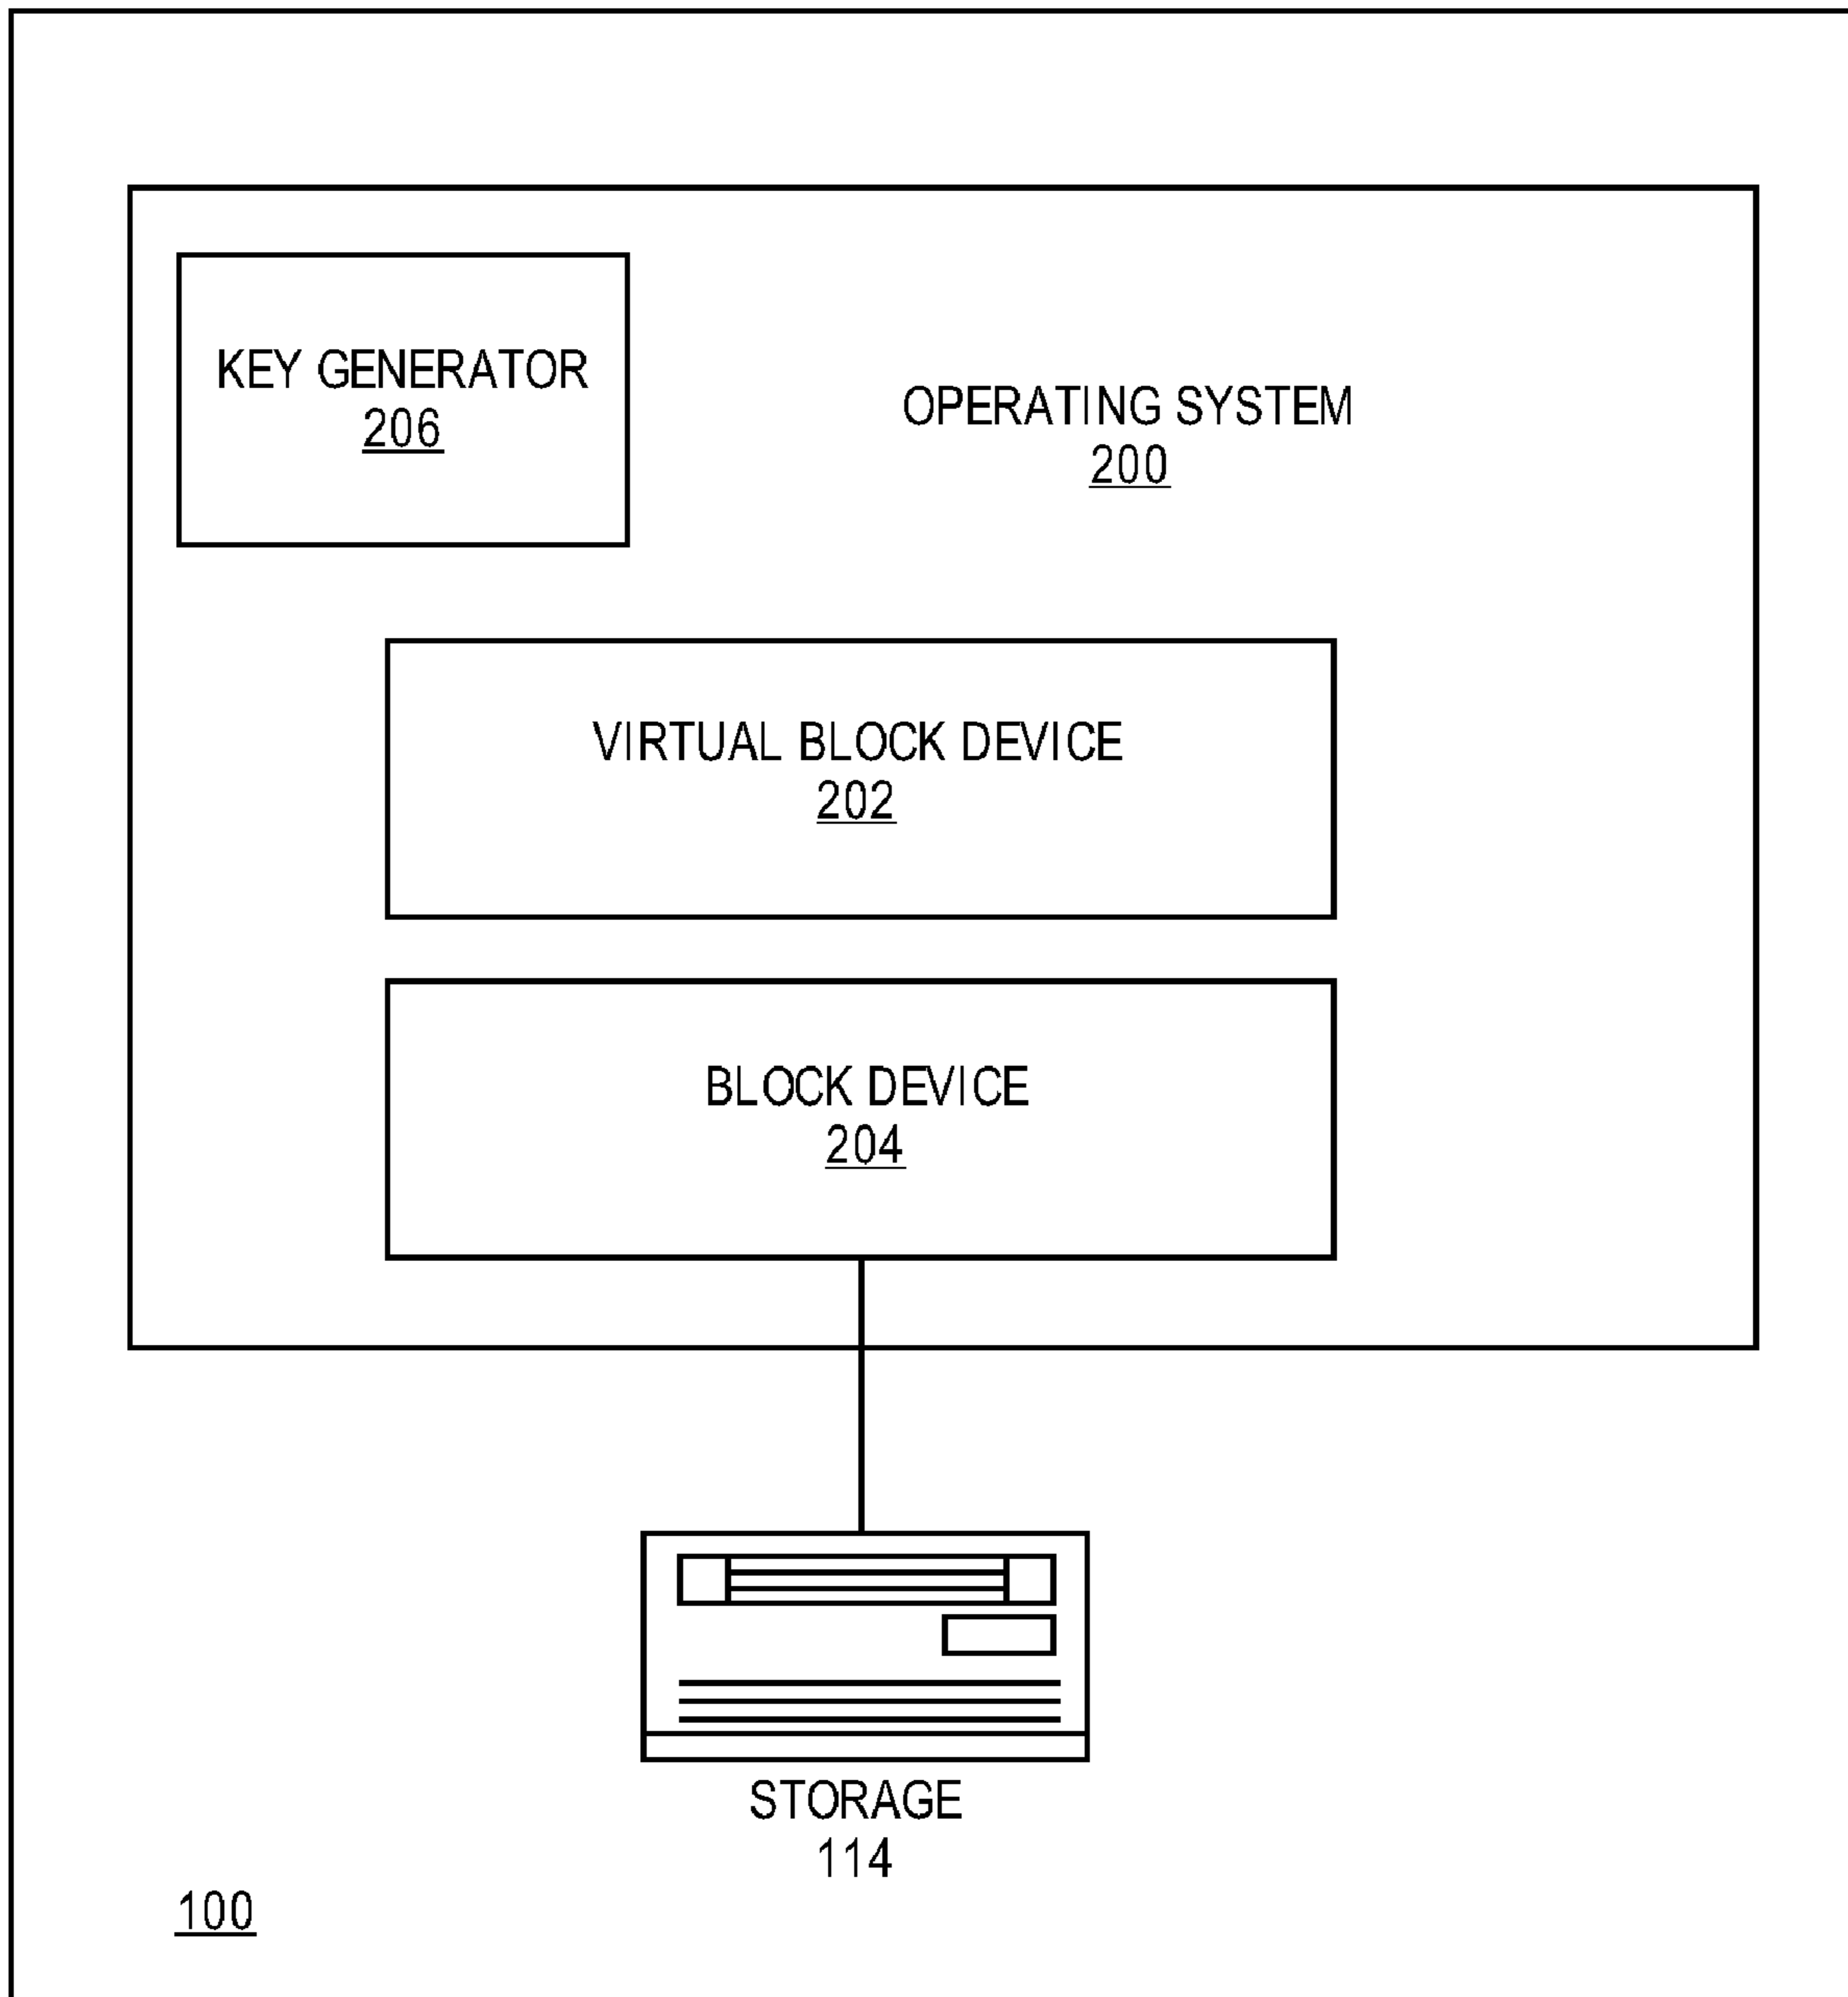 KEY GENERATOR
206
OPERATING SYSTEM
200
VIRTUAL BLOCK DEVICE
202
BLOCK DEVICE
204
STORAGE
114
100